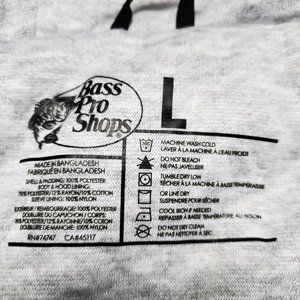 Bass
Pro
Shops
L
MADE IN BANGLADESH
FABRIQUÉ EN BANGLADESH
SHELL & PADDING: 100% POLYESTER
BODY & HOOD LINING:
78% POLYESTER/12% RAYON/10% COTTON
SLEEVE LINING: 100% NYLON
EXTÉRIEUR / REMBOURRAGE: 100% POLYESTER
DOUBLURE DU CAPUCHON / CORPS:
78% POLYESTER/12% RAYONNE/10% COTON
DOUBLURE DE MANCHE: 100% NYLON
RN#74747 CA#45117
MACHINE WASH COLD
LAVER À LA MACHINE À L'EAU FROIDE
DO NOT BLEACH
NE PAS JAVELLISER
TUMBLE DRY LOW
SÉCHER À LA MACHINE À BASSE TEMPÉRATURE
OR LINE DRY
SUSPENDRE POUR SÉCHER
COOL IRON IF NEEDED
REPASSER À BASSE TEMPÉRATURE AU BESOIN
DO NOT DRY CLEAN
NE PAS NETTOYER À SEC